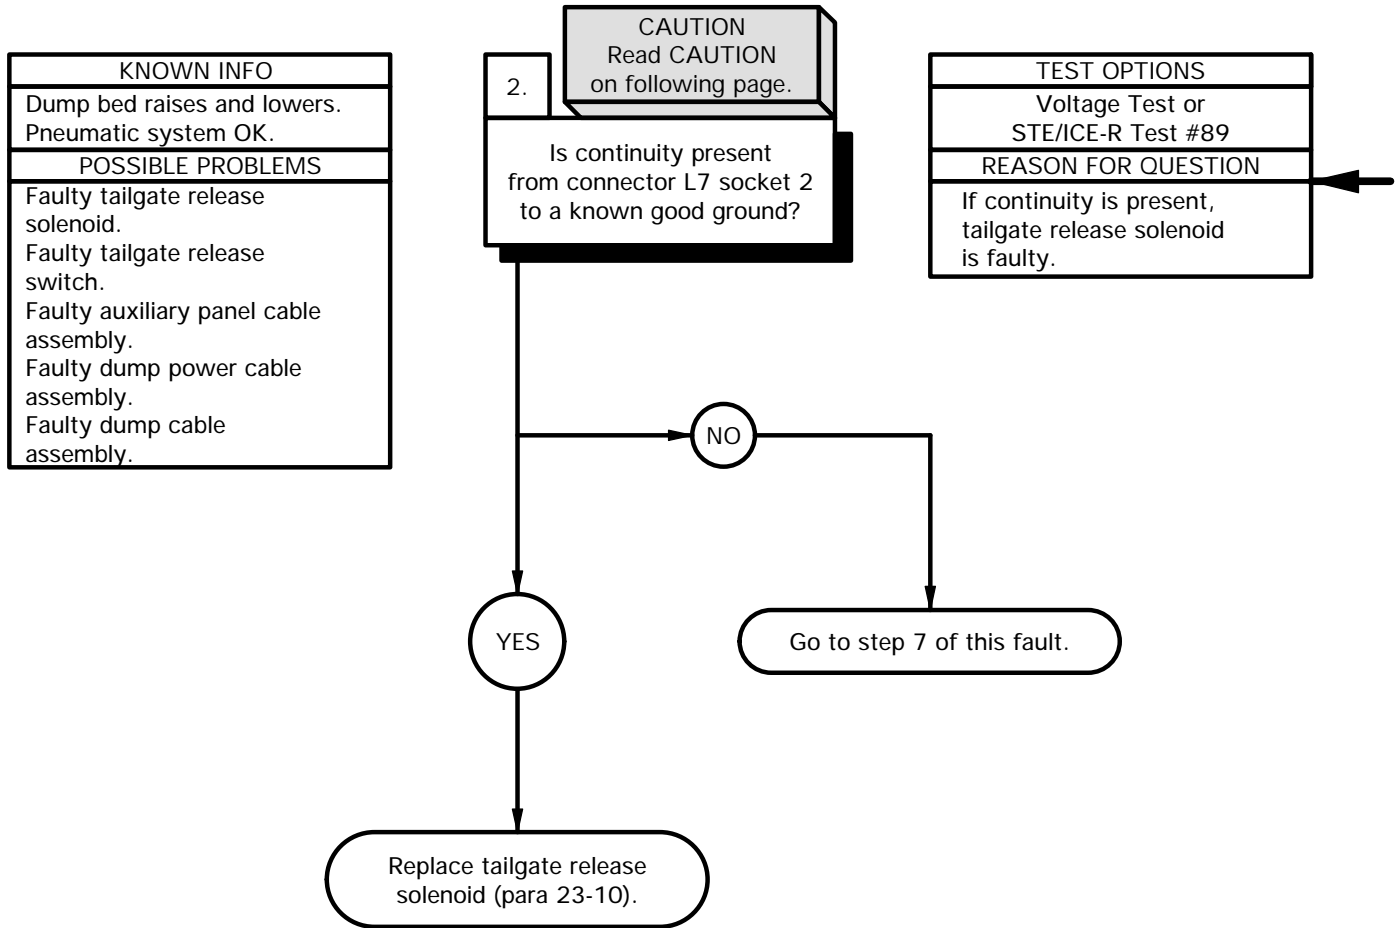 KNOWN INFO
Dump bed raises and lowers.
Pneumatic system OK.
POSSIBLE PROBLEMS
Faulty tailgate release
solenoid.
Faulty tailgate release
switch.
Faulty auxiliary panel cable
assembly.
Faulty dump power cable
assembly.
Faulty dump cable
assembly.
2.
CAUTION
Read CAUTION
on following page.
Is continuity present
from connector L7 socket 2
to a known good ground?
TEST OPTIONS
Voltage Test or
STE/ICE-R Test #89
REASON FOR QUESTION
If continuity is present,
tailgate release solenoid
is faulty.
NO
YES
Go to step 7 of this fault.
Replace tailgate release
solenoid (para 23-10).